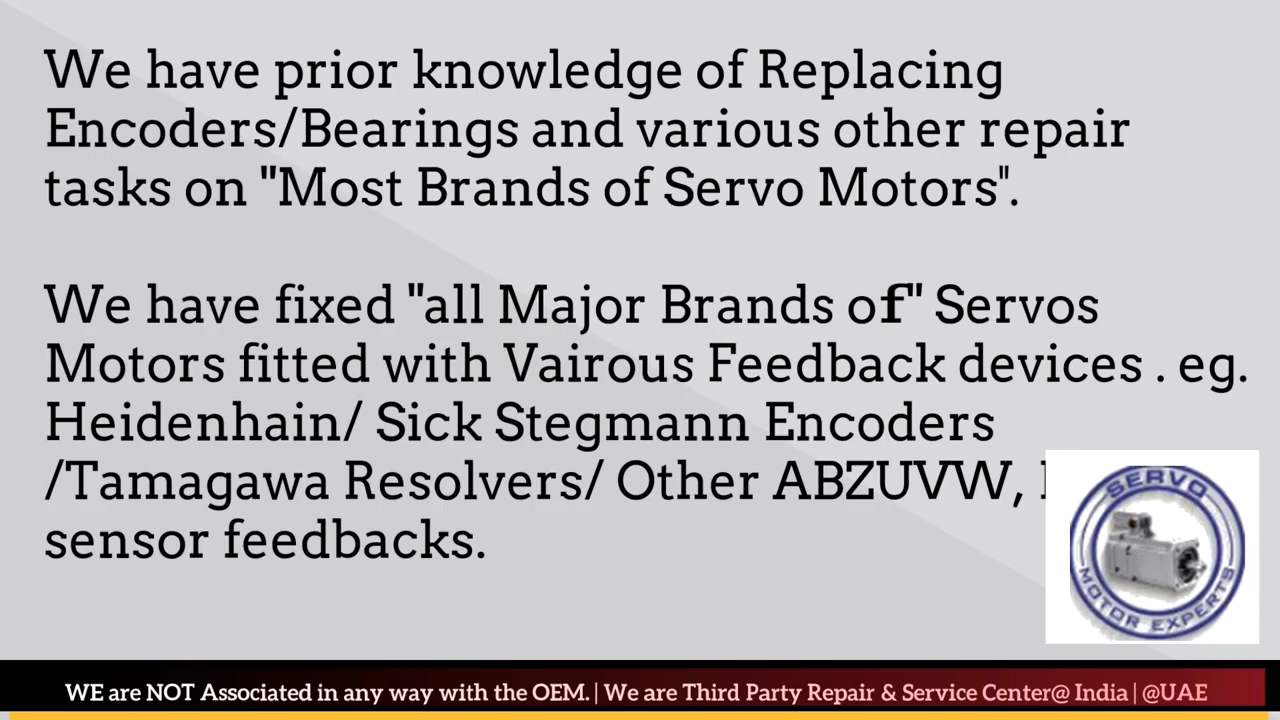 We have prior knowledge of Replacing
Encoders/Bearings and various other repair
tasks on "Most Brands of Servo Motors".
We have fixed "all Major Brands of" Servos
Motors fitted with Vairous Feedback devices . eg.
Heidenhain/ Sick Stegmann Encoders
/Tamagawa Resolvers/ Other ABZUVW,
sensor feedbacks.
SERVO
MOTOR EXPERTS
WE are NOT Associated in any way with the OEM. | We are Third Party Repair & Service Center@ India | @UAE